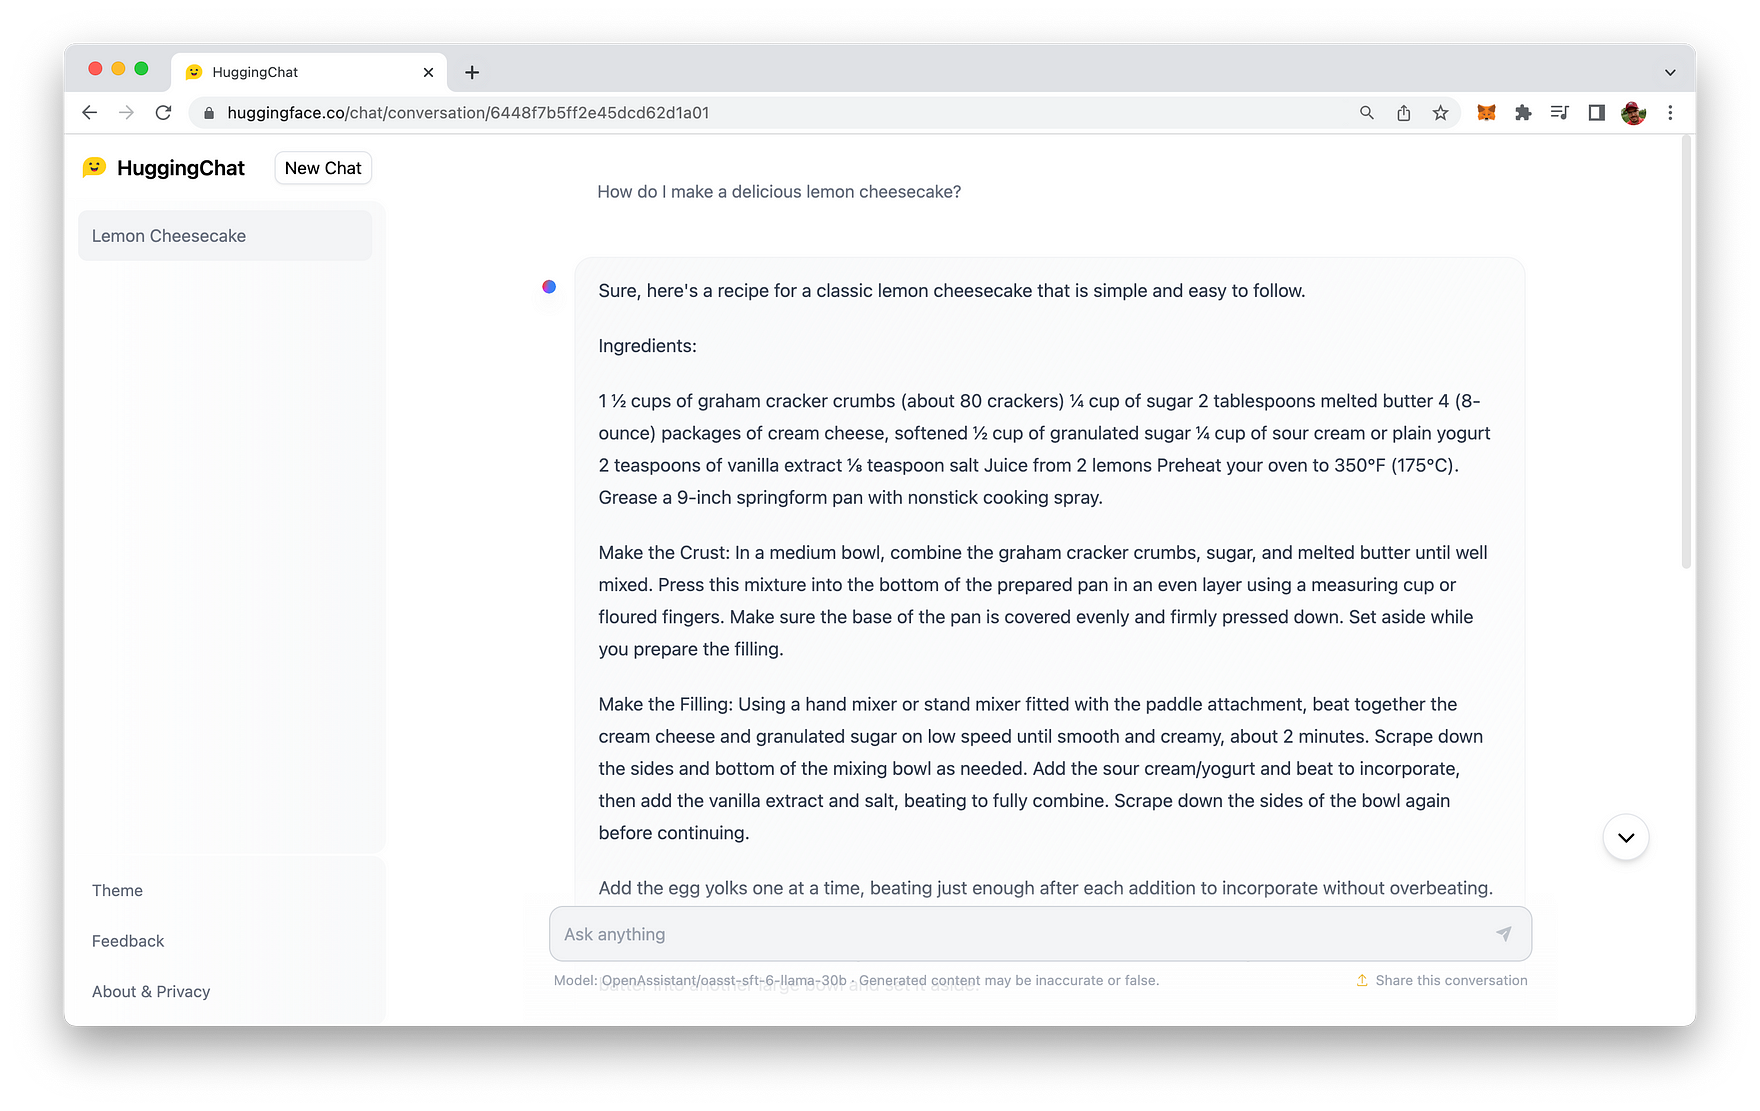 HuggingChat
huggingface.co/chat/conversation/6448f7b5ff2e45dcd62d1a01
HuggingChat
New Chat
Lemon Cheesecake
How do I make a delicious lemon cheesecake?
Sure, here's a recipe for a classic lemon cheesecake that is simple and easy to follow.
Ingredients:
1 ½ cups of graham cracker crumbs (about 80 crackers) ¼ cup of sugar 2 tablespoons melted butter 4 (8-
ounce) packages of cream cheese, softened ½ cup of granulated sugar ¼ cup of sour cream or plain yogurt
2 teaspoons of vanilla extract ⅛ teaspoon salt Juice from 2 lemons Preheat your oven to 350°F (175°C).
Grease a 9-inch springform pan with nonstick cooking spray.
Make the Crust: In a medium bowl, combine the graham cracker crumbs, sugar, and melted butter until well
mixed. Press this mixture into the bottom of the prepared pan in an even layer using a measuring cup or
floured fingers. Make sure the base of the pan is covered evenly and firmly pressed down. Set aside while
you prepare the filling.
Make the Filling: Using a hand mixer or stand mixer fitted with the paddle attachment, beat together the
cream cheese and granulated sugar on low speed until smooth and creamy, about 2 minutes. Scrape down
the sides and bottom of the mixing bowl as needed. Add the sour cream/yogurt and beat to incorporate,
then add the vanilla extract and salt, beating to fully combine. Scrape down the sides of the bowl again
before continuing.
Add the egg yolks one at a time, beating just enough after each addition to incorporate without overbeating.
Ask anything
Model: OpenAssistant/oasst-sft-6-llama-30b · Generated content may be inaccurate or false.
butter into another large bowl and set it aside.
Share this conversation
Theme
Feedback
About & Privacy